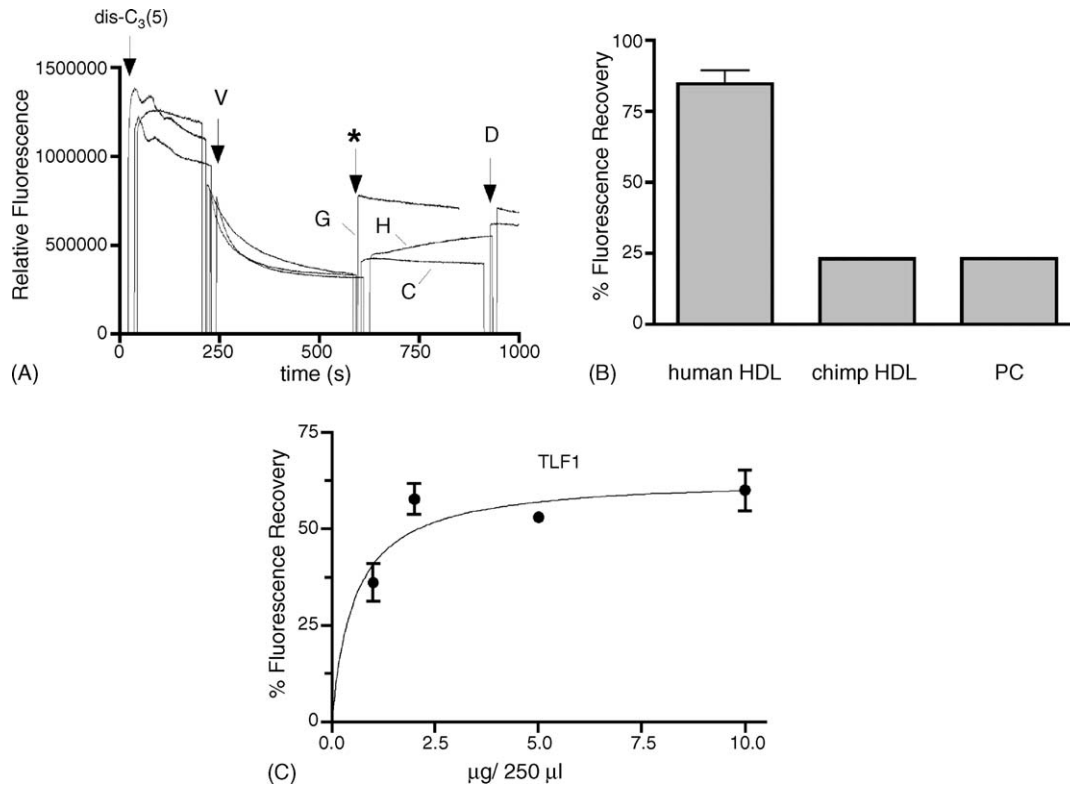 dis-C₃(5)
V
*
D
G
H
C
Relative Fluorescence
1500000
1000000
500000
0
0 250 500 750 1000
time (s)
(A)
% Fluorescence Recovery
100
75
50
25
0
human HDL chimp HDL PC
(B)
TLF1
% Fluorescence Recovery
75
50
25
0
0.0 2.5 5.0 7.5 10.0
μg/ 250 μl
(C)